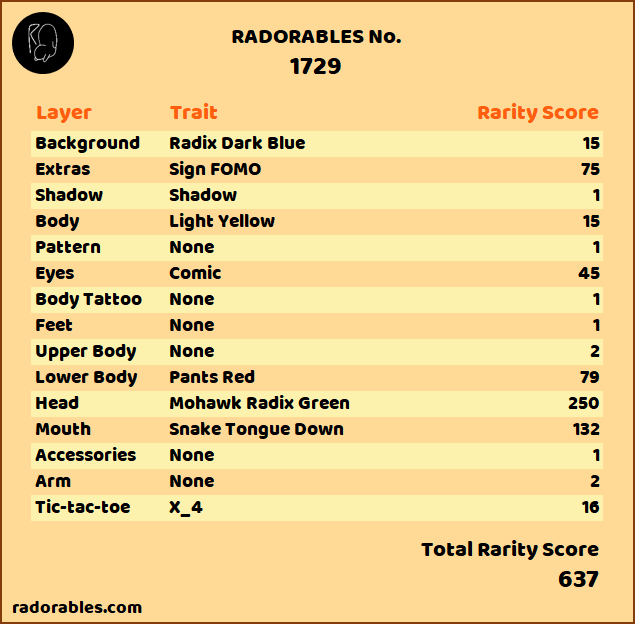 RADORABLES No.
1729
Layer Trait Rarity Score
Background Radix Dark Blue 15
Extras Sign FOMO 75
Shadow Shadow 1
Body Light Yellow 15
Pattern None 1
Eyes Comic 45
Body Tattoo None 1
Feet None 1
Upper Body None 2
Lower Body Pants Red 79
Head Mohawk Radix Green 250
Mouth Snake Tongue Down 132
Accessories None 1
Arm None 2
Tic-tac-toe X_4 16
Total Rarity Score
637
radorables.com